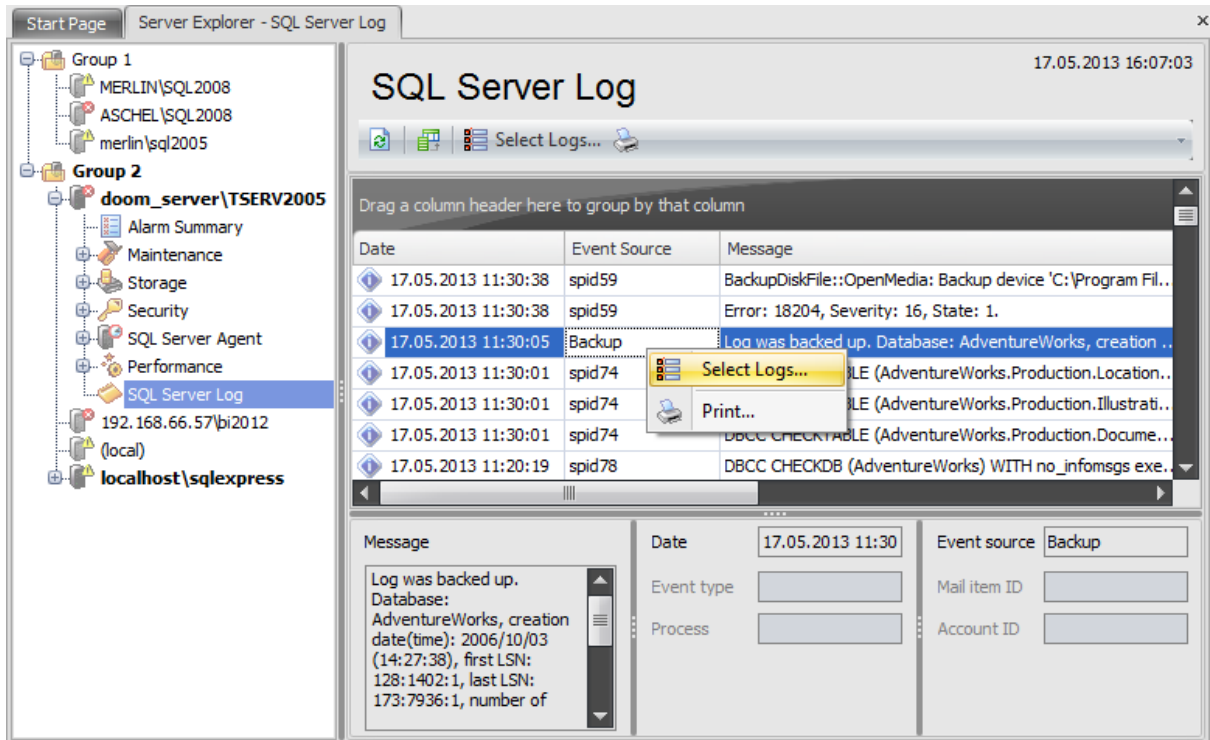 Start Page
Server Explorer - SQL Server Log
Group 1
MERLIN\SQL2008
ASCHEL\SQL2008
merlin\sql2005
Group 2
doom_server\TSERV2005
Alarm Summary
Maintenance
Storage
Security
SQL Server Agent
Performance
SQL Server Log
192.168.66.57\bi2012
(local)
localhost\sqlexpress
17.05.2013 16:07:03
SQL Server Log
Select Logs...
Drag a column header here to group by that column
Date Event Source Message
17.05.2013 11:30:38 spid59 BackupDiskFile::OpenMedia: Backup device 'C:\Program Fil...
17.05.2013 11:30:38 spid59 Error: 18204, Severity: 16, State: 1.
17.05.2013 11:30:05 Backup Log was backed up. Database: AdventureWorks, creation ...
17.05.2013 11:30:01 spid74 (AdventureWorks.Production.Location...
17.05.2013 11:30:01 spid74 (AdventureWorks.Production.Illustrati...
17.05.2013 11:30:01 spid74 DBCC CHECKTABLE (AdventureWorks.Production.Docume...
17.05.2013 11:20:19 spid78 DBCC CHECKDB (AdventureWorks) WITH no_infomsgs exe...
Select Logs...
Print...
Message
Log was backed up.
Database:
AdventureWorks, creation
date(time): 2006/10/03
(14:27:38), first LSN:
128:1402:1, last LSN:
173:7936:1, number of
Date 17.05.2013 11:30
Event type
Process
Event source Backup
Mail item ID
Account ID